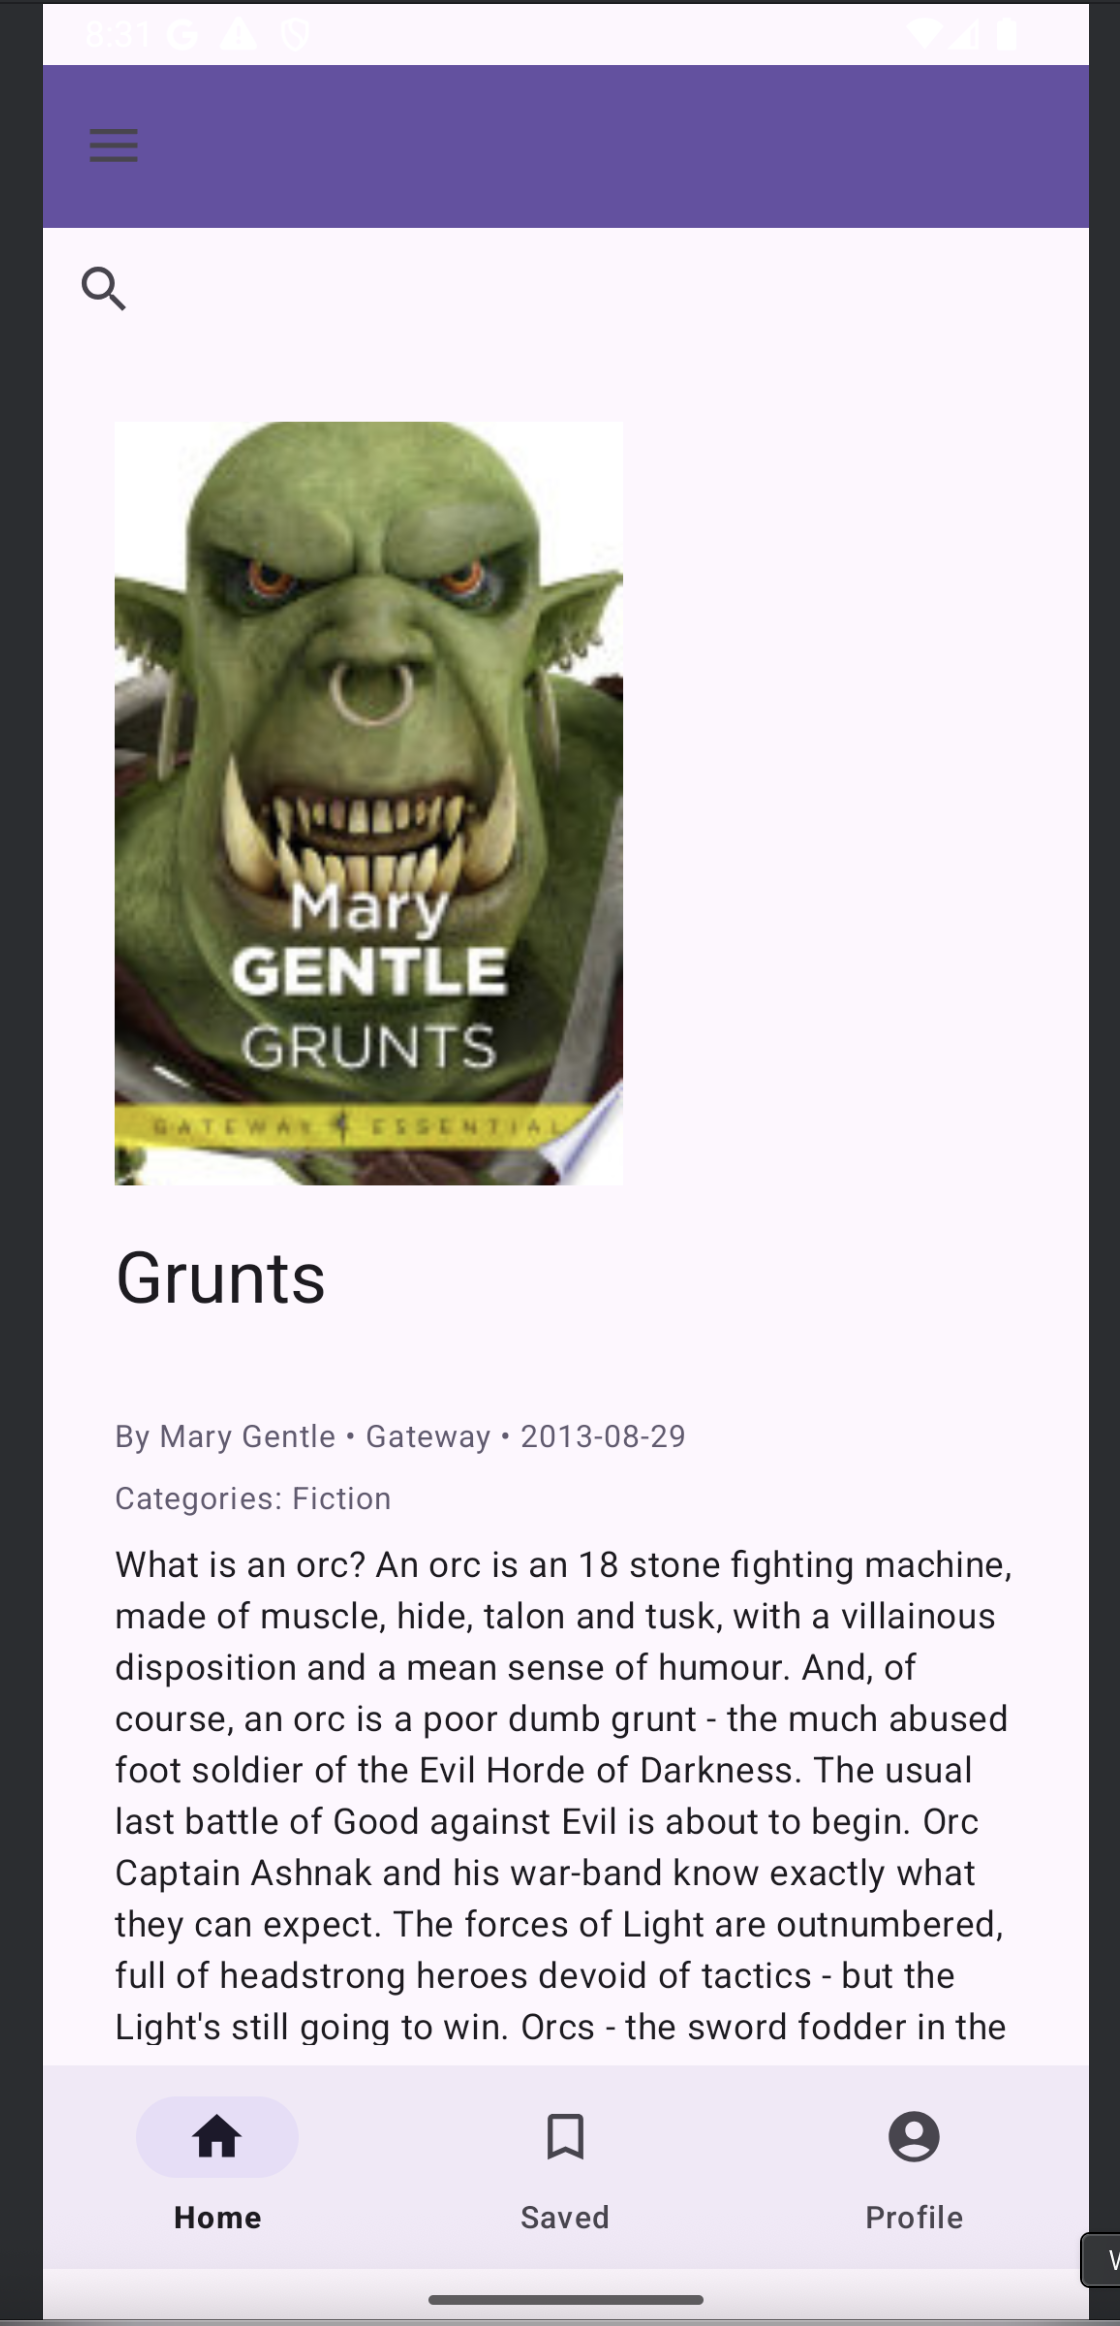 8:31
Mary
GENTLE
GRUNTS
GATEWAY ESSENTIAL
Grunts
By Mary Gentle • Gateway • 2013-08-29
Categories: Fiction
What is an orc? An orc is an 18 stone fighting machine,
made of muscle, hide, talon and tusk, with a villainous
disposition and a mean sense of humour. And, of
course, an orc is a poor dumb grunt - the much abused
foot soldier of the Evil Horde of Darkness. The usual
last battle of Good against Evil is about to begin. Orc
Captain Ashnak and his war-band know exactly what
they can expect. The forces of Light are outnumbered,
full of headstrong heroes devoid of tactics - but the
Light's still going to win. Orcs - the sword fodder in the
Home Saved Profile